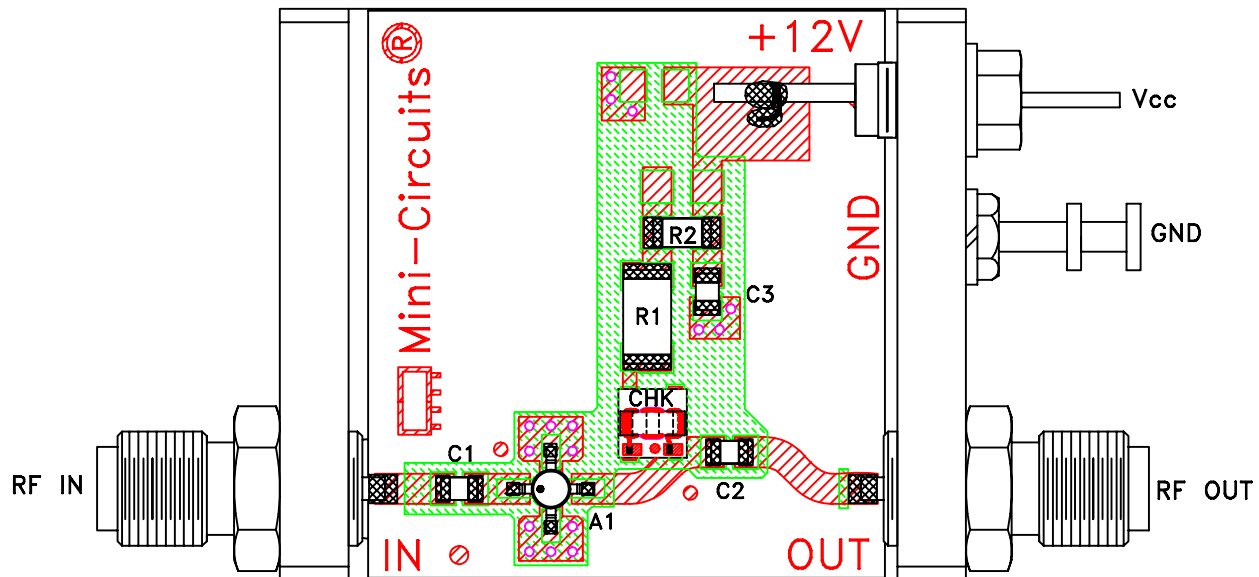 +12V
Mini-Circuits®
Vcc
GND
GND
R2
C3
R1
CHK
C1
C2
A1
RF IN
RF OUT
IN
OUT